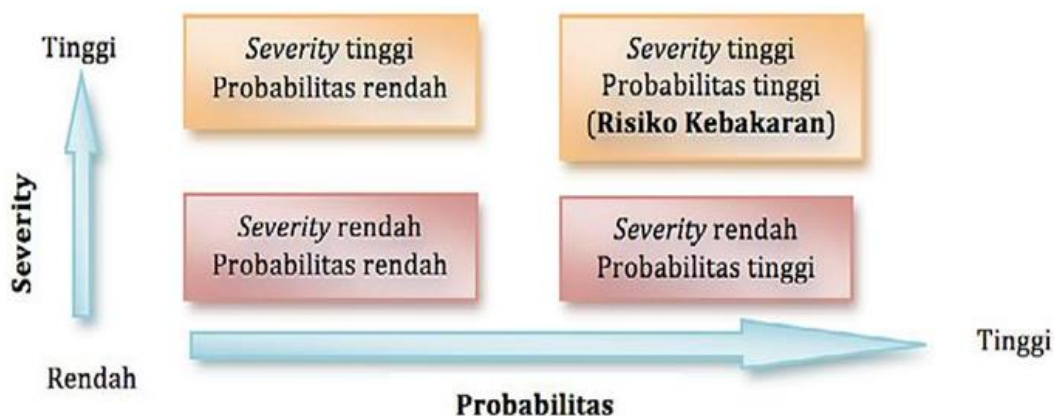 Tinggi
Severity tinggi
Probabilitas rendah
Severity tinggi
Probabilitas tinggi
(Risiko Kebakaran)
Severity
Severity rendah
Probabilitas rendah
Severity rendah
Probabilitas tinggi
Rendah
Tinggi
Probabilitas